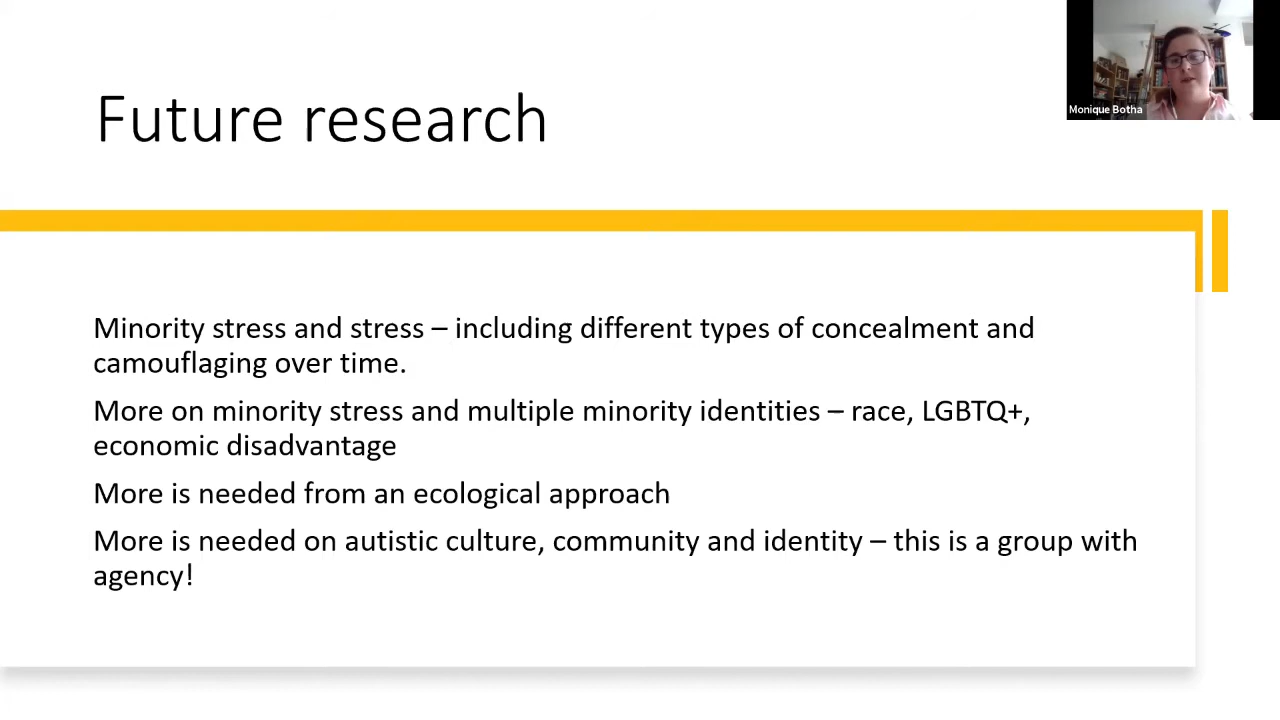 Future research
Monique Botha
Minority stress and stress – including different types of concealment and
camouflaging over time.
More on minority stress and multiple minority identities – race, LGBTQ+,
economic disadvantage
More is needed from an ecological approach
More is needed on autistic culture, community and identity – this is a group with
agency!